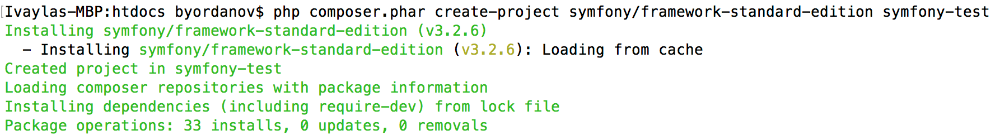 [Ivaylas-MBP:htdocs byordanov$ php composer.phar create-project symfony/framework-standard-edition symfony-test
Installing symfony/framework-standard-edition (v3.2.6)
  - Installing symfony/framework-standard-edition (v3.2.6): Loading from cache
Created project in symfony-test
Loading composer repositories with package information
Installing dependencies (including require-dev) from lock file
Package operations: 33 installs, 0 updates, 0 removals